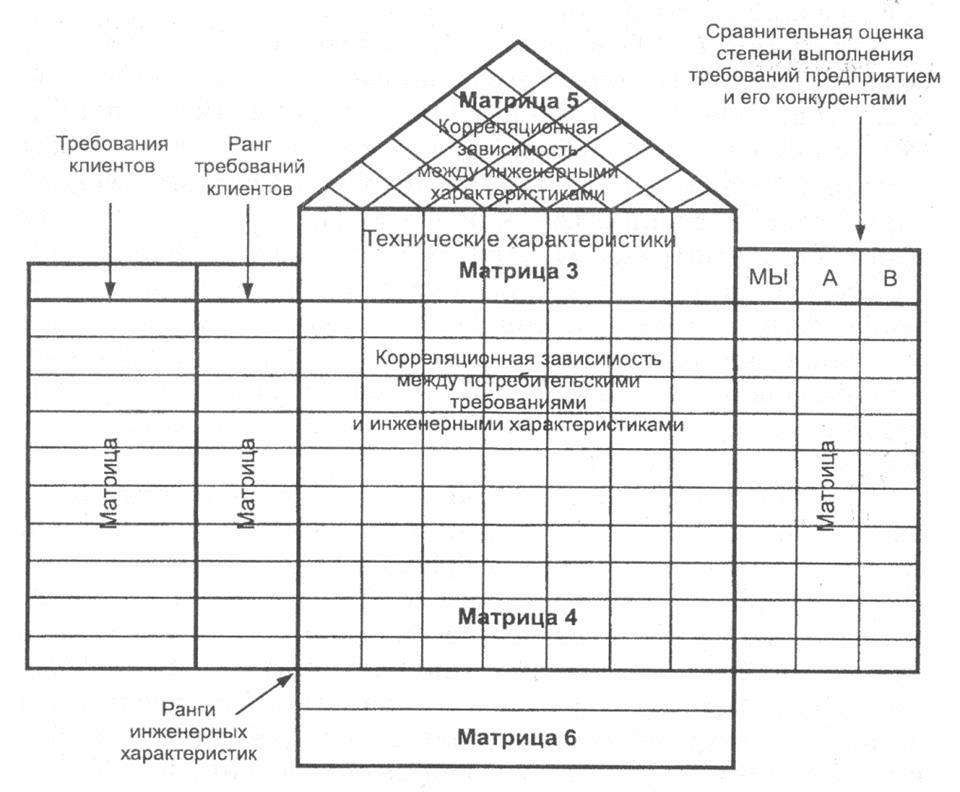 Сравнительная оценка
степени выполнения
требований предприятием
и его конкурентами
Требования
клиентов
Ранг
требований
клиентов
Матрица 5
Корреляционная
зависимость
между инженерными
характеристиками
Технические характеристики
Матрица 3
МЫ
А
В
Корреляционная зависимость
между потребительскими
требованиями
и инженерными характеристиками
Матрица
Матрица
Матрица
Матрица 4
Ранги
инженерных
характеристик
Матрица 6